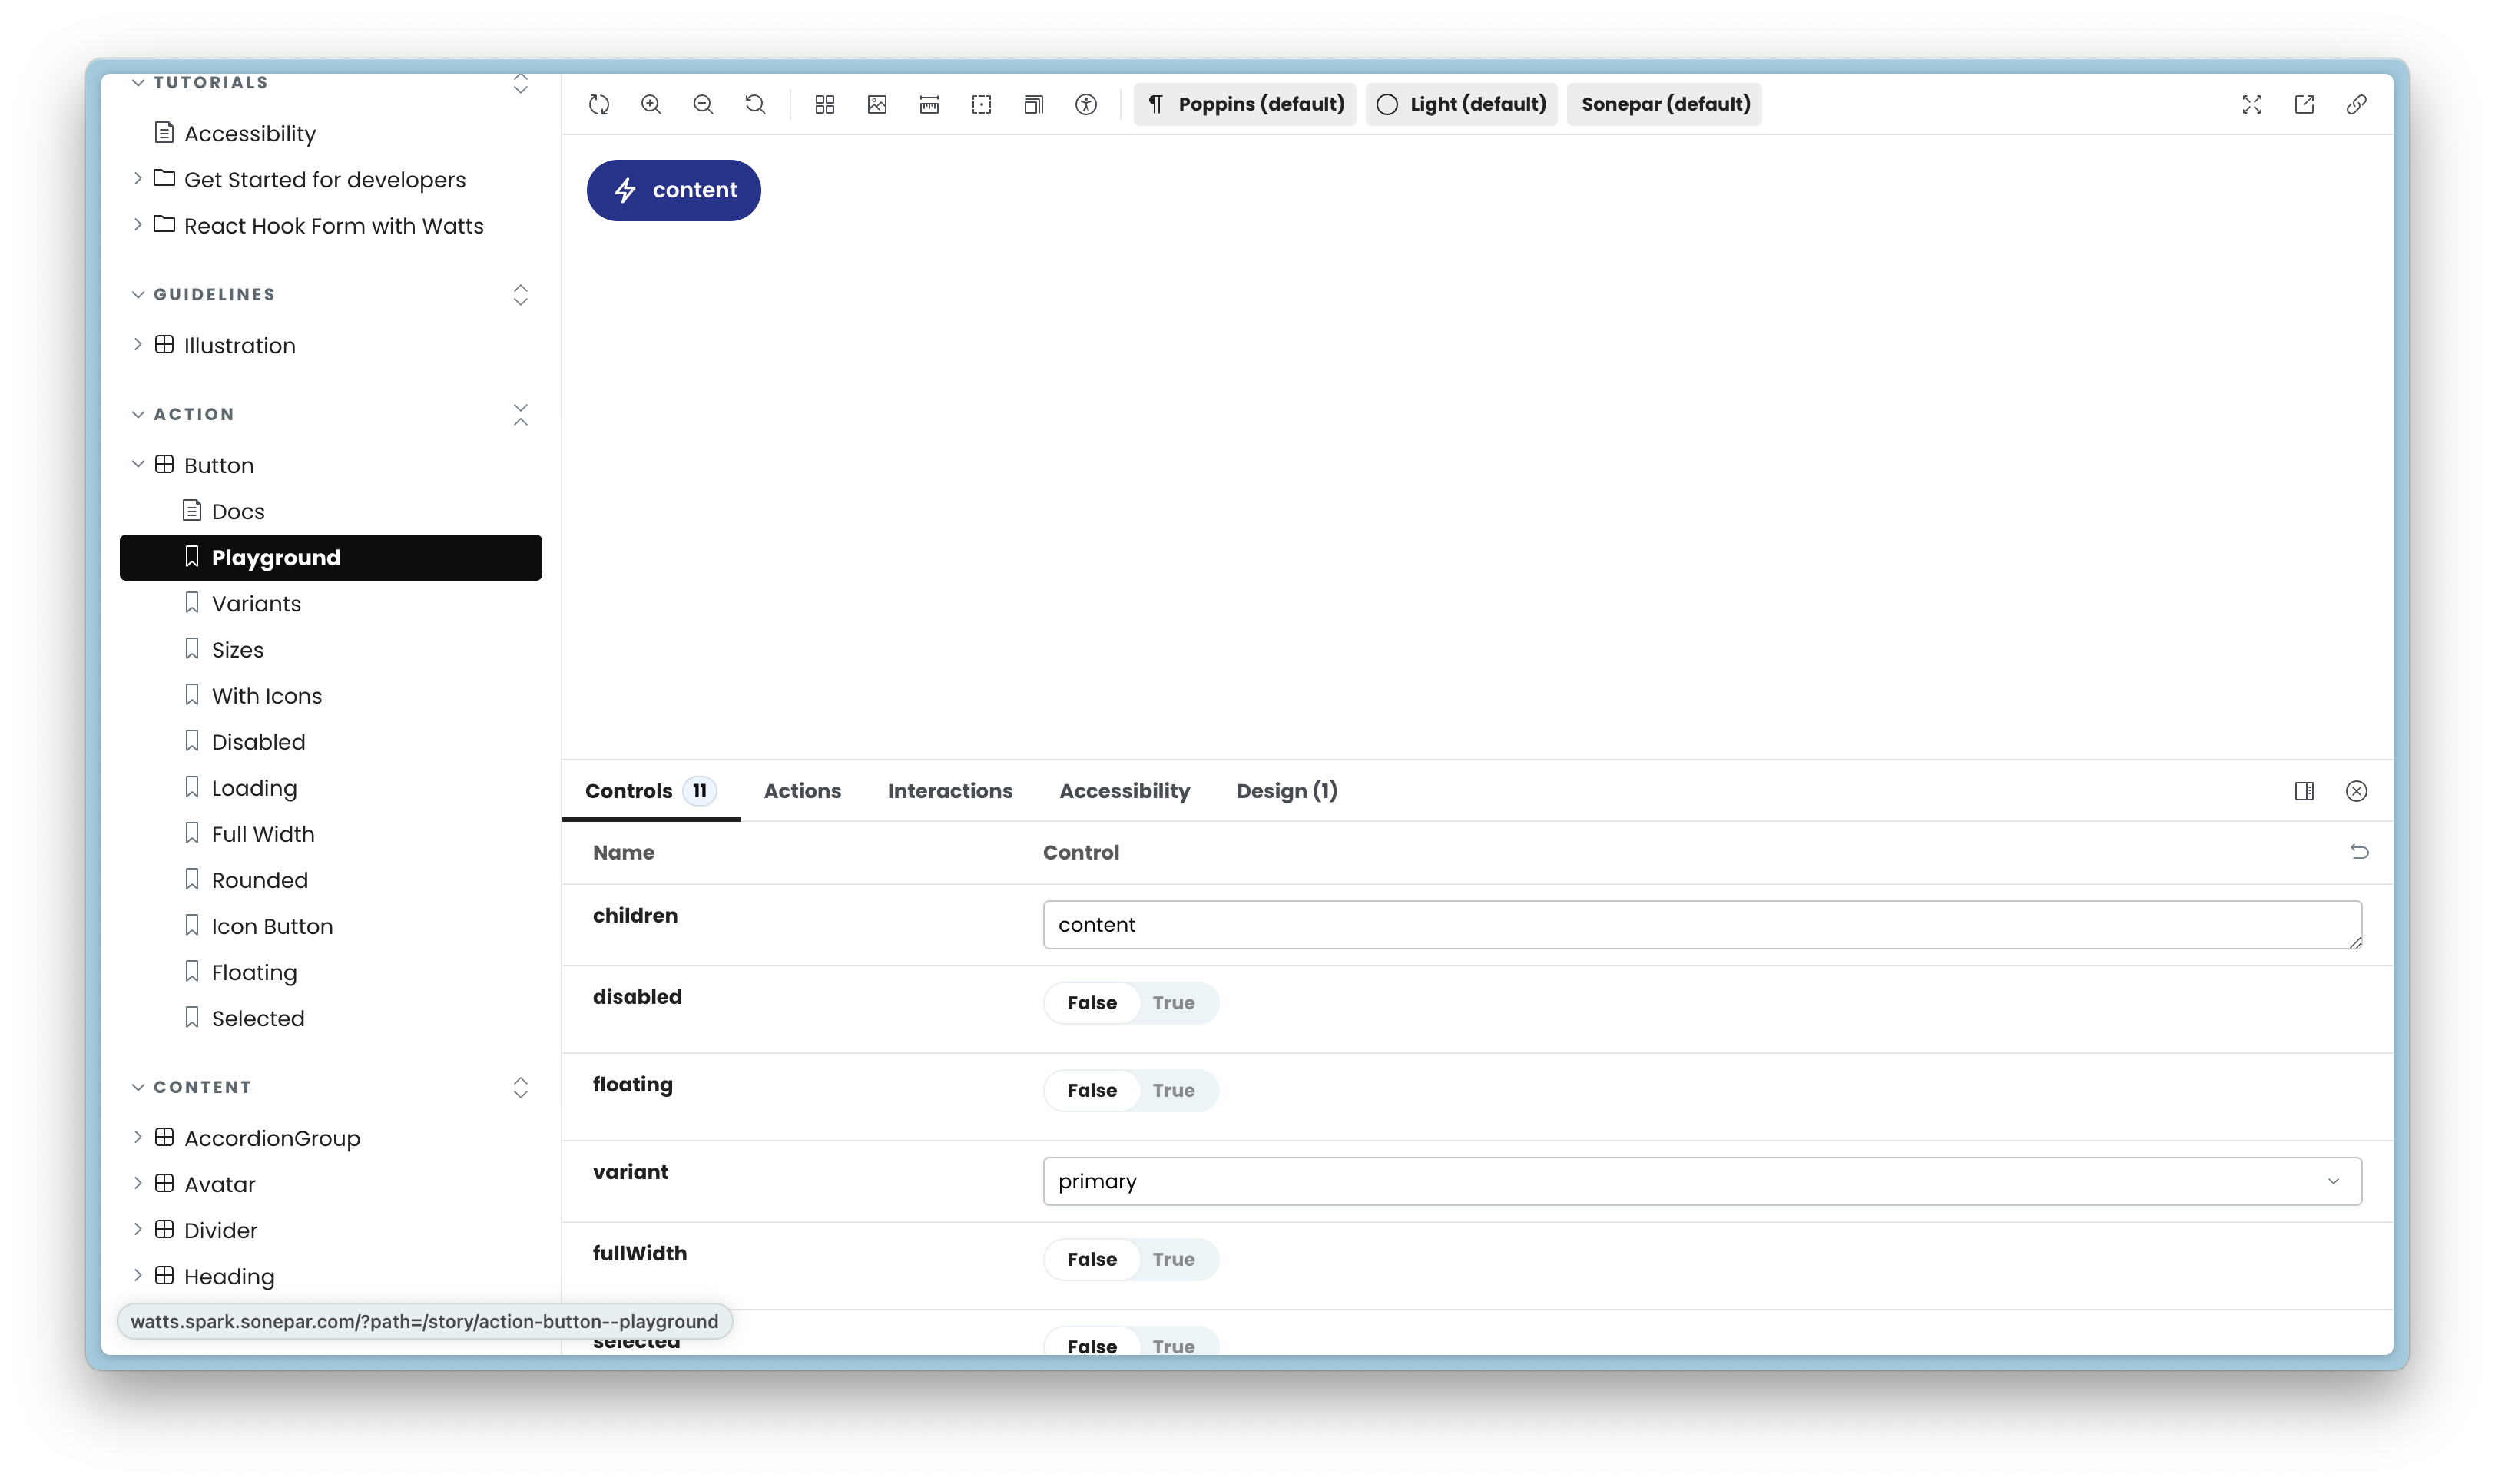 TUTORIALS
Accessibility
Get Started for developers
React Hook Form with Watts
GUIDELINES
Illustration
ACTION
Button
Docs
Playground
Variants
Sizes
With Icons
Disabled
Loading
Full Width
Rounded
Icon Button
Floating
Selected
CONTENT
AccordionGroup
Avatar
Divider
Heading
watts.spark.sonepar.com/?path=/story/action-button--playground
Poppins (default) Light (default) Sonepar (default)
content
Controls 11 Actions Interactions Accessibility Design (1)
Name Control
children content
disabled False True
floating False True
variant primary
fullWidth False True
selected False True